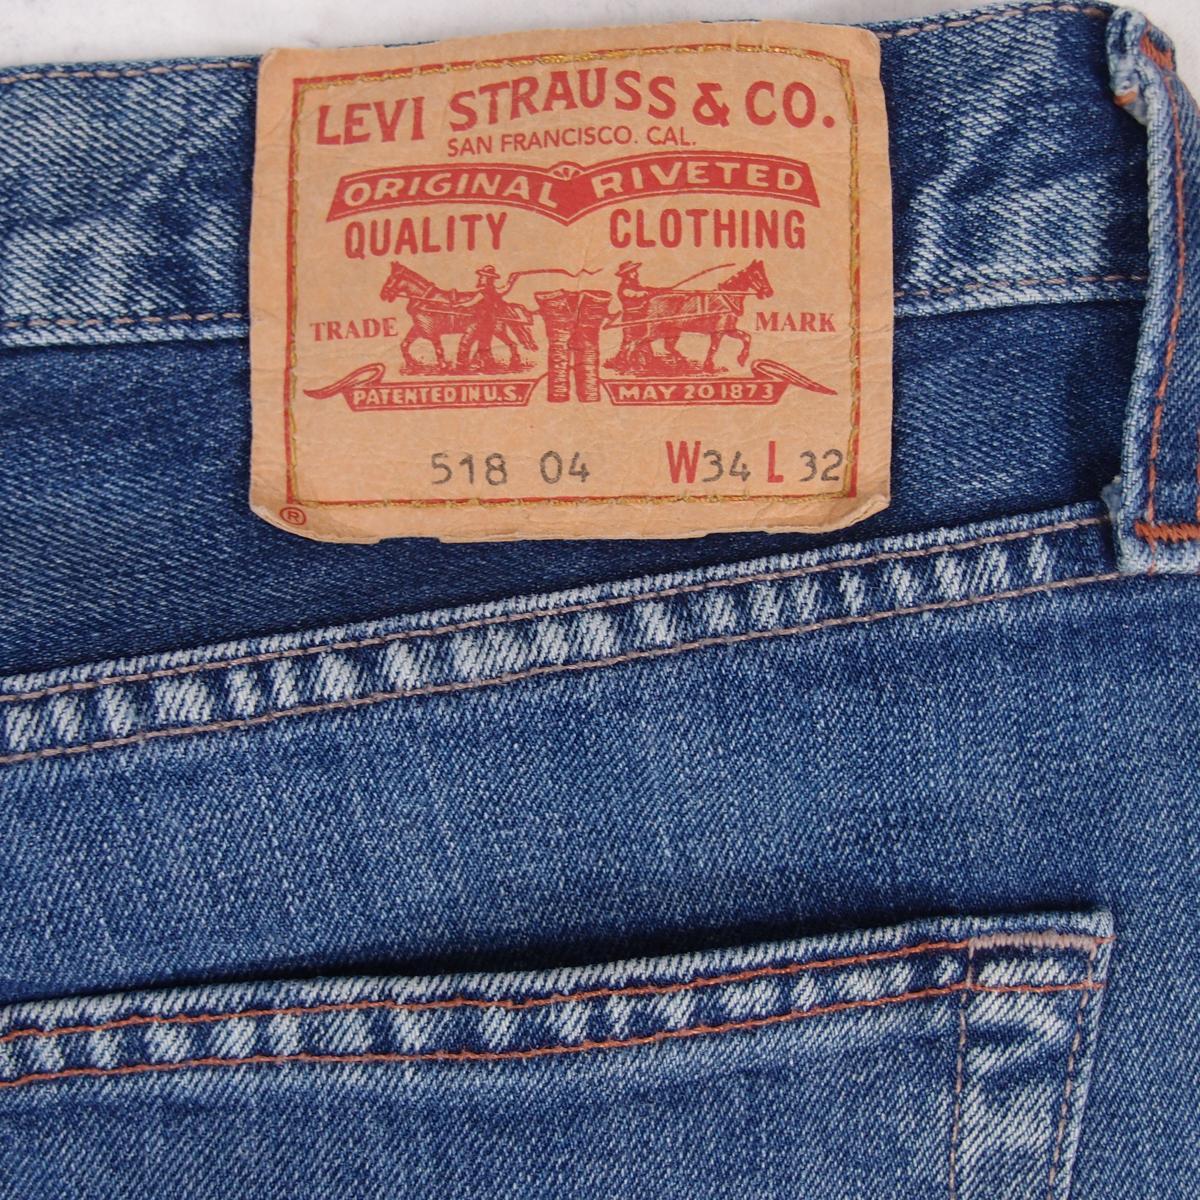 LEVI STRAUSS & CO.
SAN FRANCISCO. CAL.
ORIGINAL RIVETED
QUALITY CLOTHING
TRADE MARK
PATENTED IN U.S. MAY 20 1873
518 04 W34 L 32
®